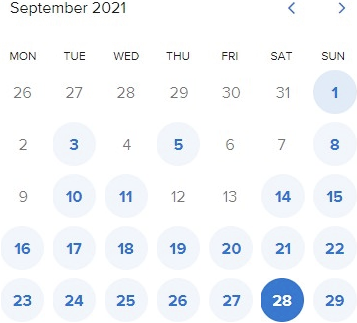 September 2021
MON TUE WED THU FRI SAT SUN
26 27 28 29 30 31 1
2 3 4 5 6 7 8
9 10 11 12 13 14 15
16 17 18 19 20 21 22
23 24 25 26 27 28 29